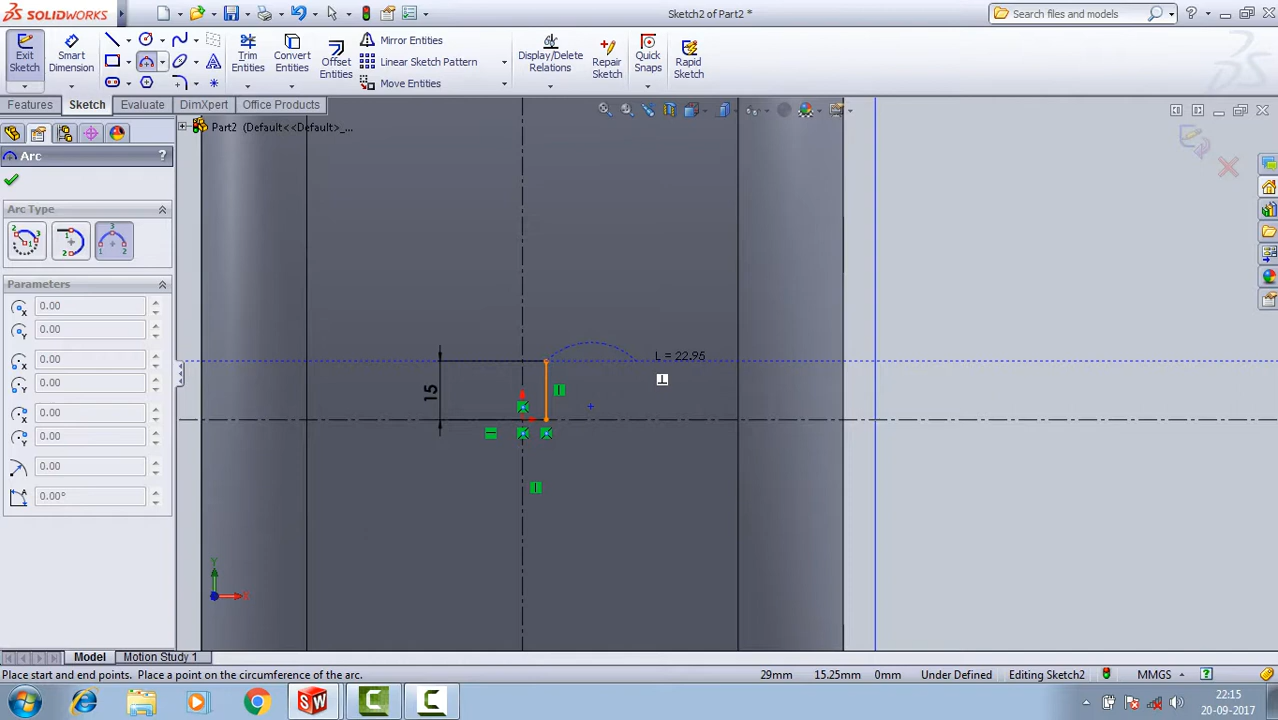 SOLIDWORKS
Sketch2 of Part2 *
Search files and models
Exit Sketch
Smart Dimension
Trim Entities
Convert Entities
Offset Entities
Mirror Entities
Linear Sketch Pattern
Move Entities
Display/Delete Relations
Repair Sketch
Quick Snaps
Rapid Sketch
Features
Sketch
Evaluate
DimXpert
Office Products
Part2 (Default<<Default>_...
Arc
?
Arc Type
Parameters
0.00
0.00
0.00
0.00
0.00
0.00
0.00
0.00°
L = 22.95
15
Y
X
Model
Motion Study 1
Place start and end points. Place a point on the circumference of the arc.
29mm
15.25mm
0mm
Under Defined
Editing Sketch2
MMGS
?
22:15
20-09-2017